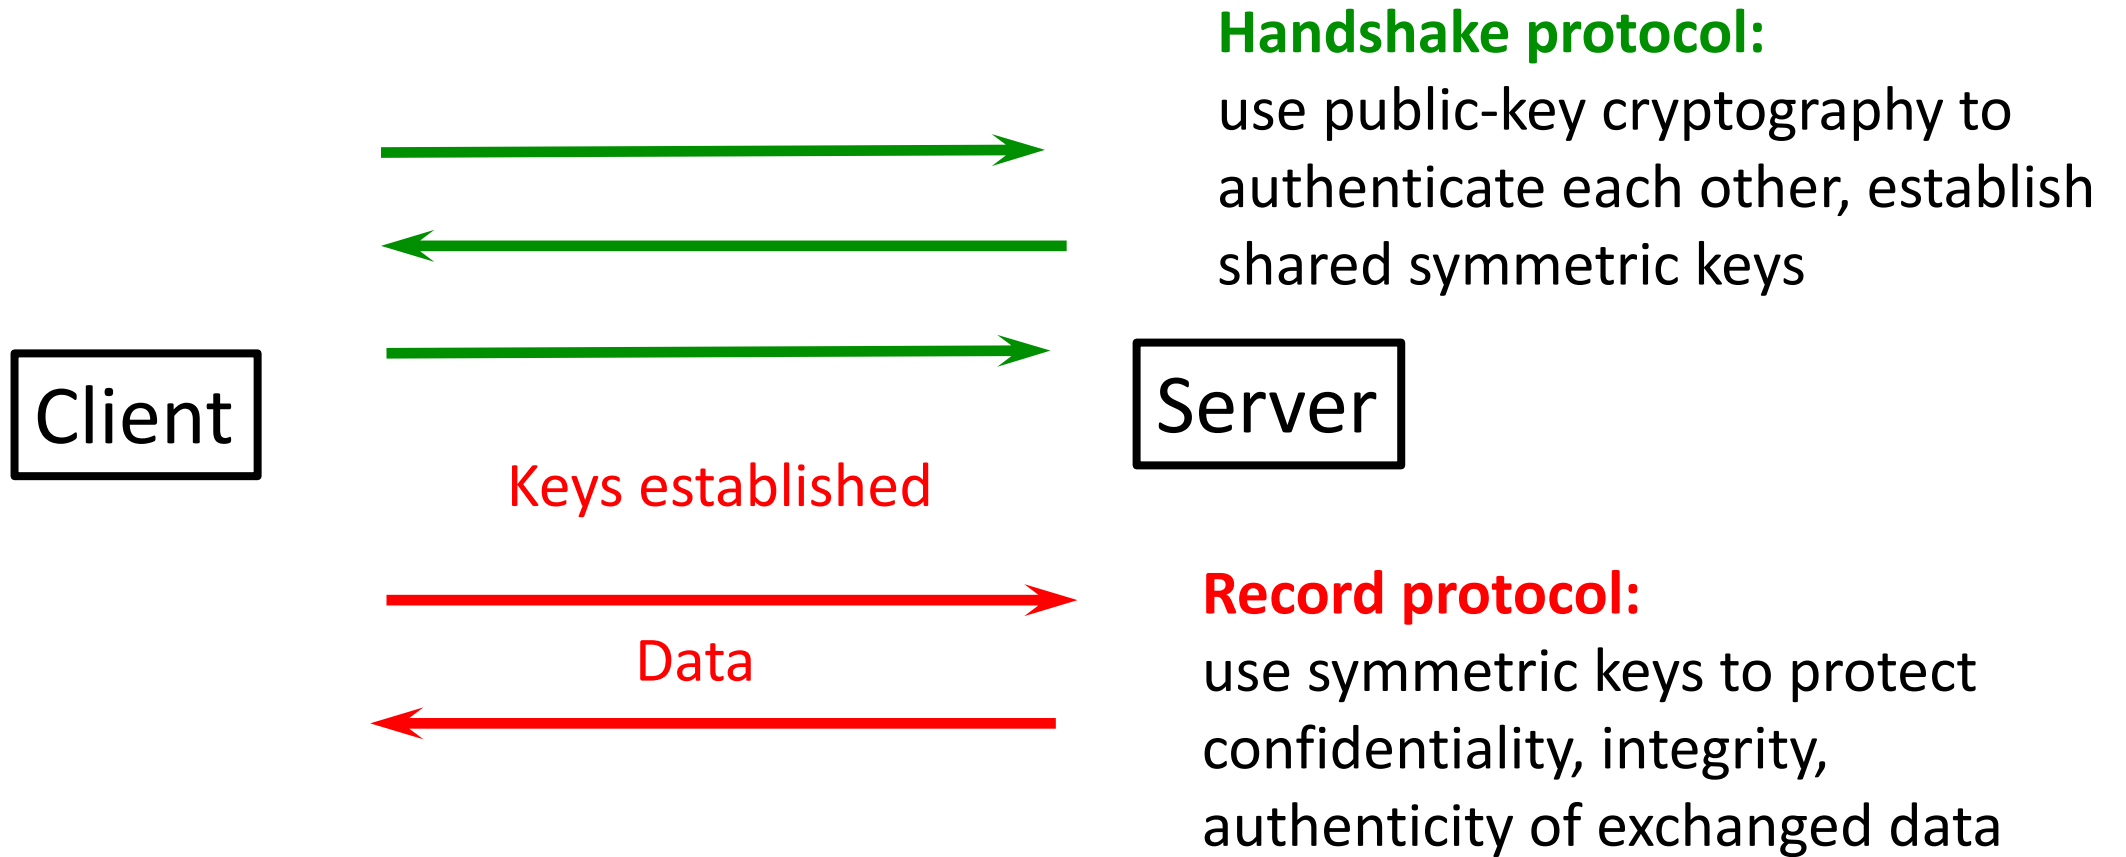 Handshake protocol:
use public-key cryptography to
authenticate each other, establish
shared symmetric keys
Client
Server
Keys established
Data
Record protocol:
use symmetric keys to protect
confidentiality, integrity,
authenticity of exchanged data